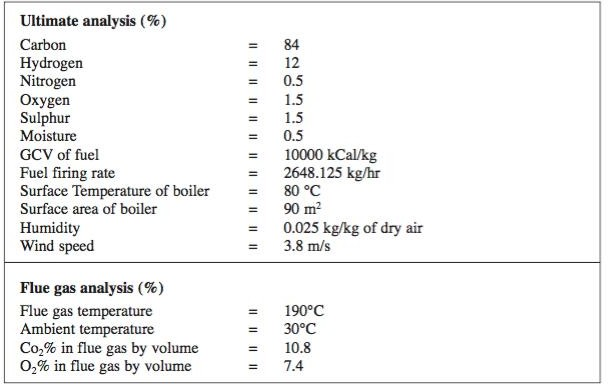 Ultimate analysis (%)
Carbon = 84
Hydrogen = 12
Nitrogen = 0.5
Oxygen = 1.5
Sulphur = 1.5
Moisture = 0.5
GCV of fuel = 10000 kCal/kg
Fuel firing rate = 2648.125 kg/hr
Surface Temperature of boiler = 80 °C
Surface area of boiler = 90 m²
Humidity = 0.025 kg/kg of dry air
Wind speed = 3.8 m/s
Flue gas analysis (%)
Flue gas temperature = 190°C
Ambient temperature = 30°C
Co₂% in flue gas by volume = 10.8
O₂% in flue gas by volume = 7.4